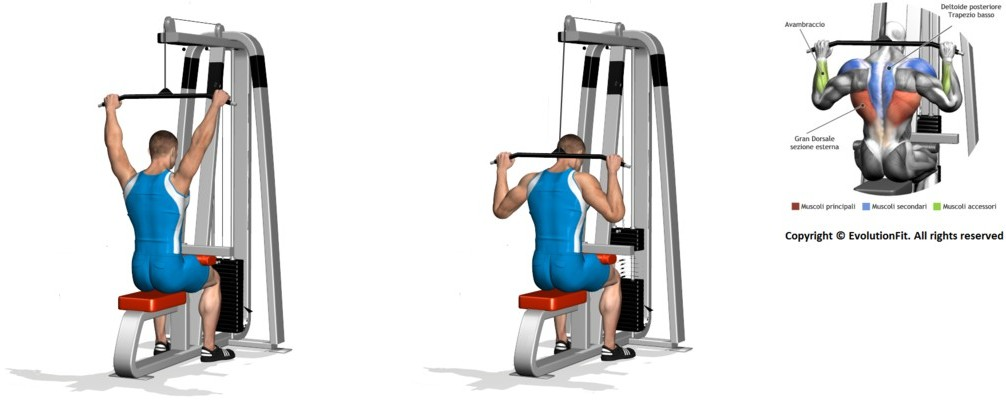 Deltoide posteriore
Trapezio basso
Avambraccio
Gran Dorsale
sezione esterna
Muscoli principali Muscoli secondari Muscoli accessori
Copyright © EvolutionFit. All rights reserved